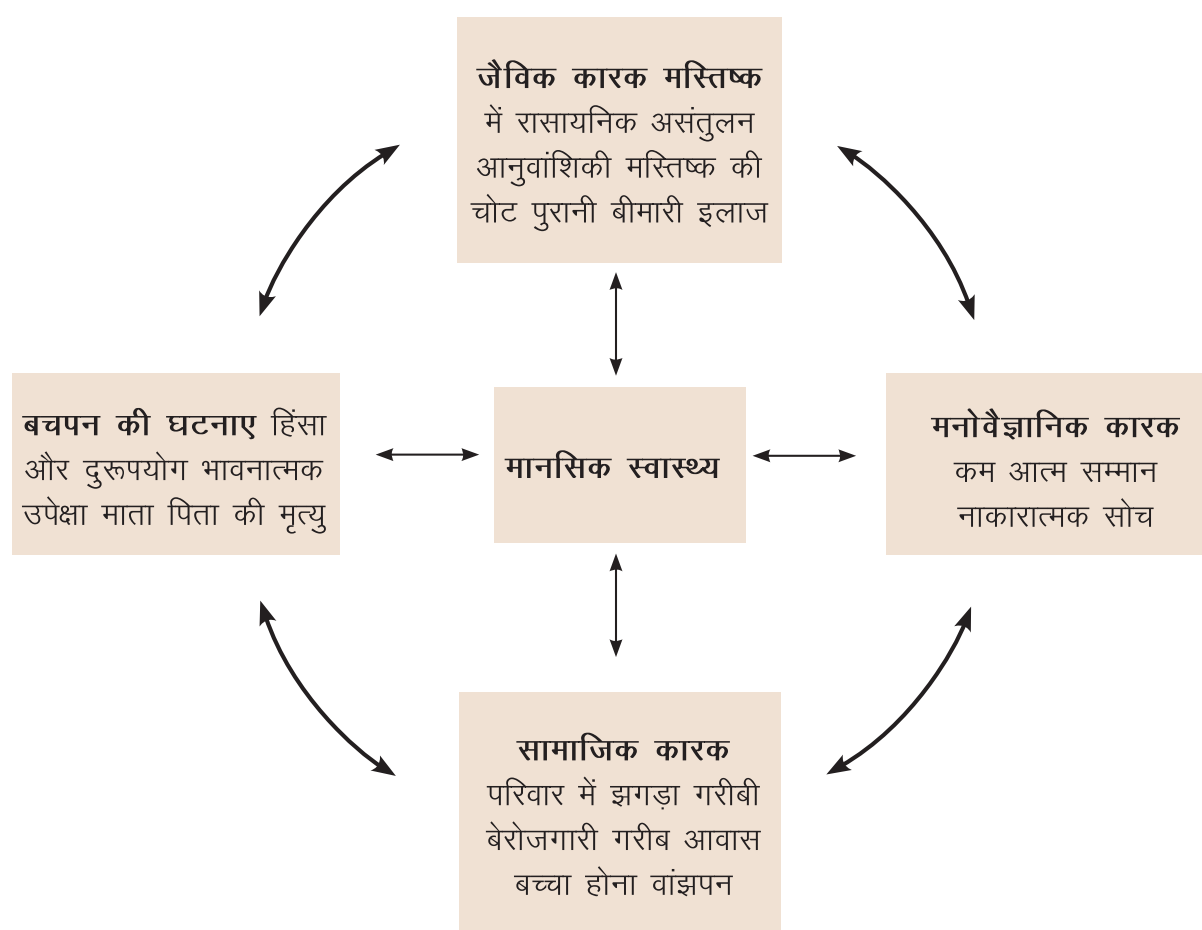 जैविक कारक मस्तिष्क
में रासायनिक असंतुलन
आनुवांशिकी मस्तिष्क की
चोट पुरानी बीमारी इलाज
बचपन की घटनाए हिंसा
और दुरूपयोग भावनात्मक
उपेक्षा माता पिता की मृत्यु
मानसिक स्वास्थ्य
मनोवैज्ञानिक कारक
कम आत्म सम्मान
नाकारात्मक सोच
सामाजिक कारक
परिवार में झगड़ा गरीबी
बेरोजगारी गरीब आवास
बच्चा होना वांझपन